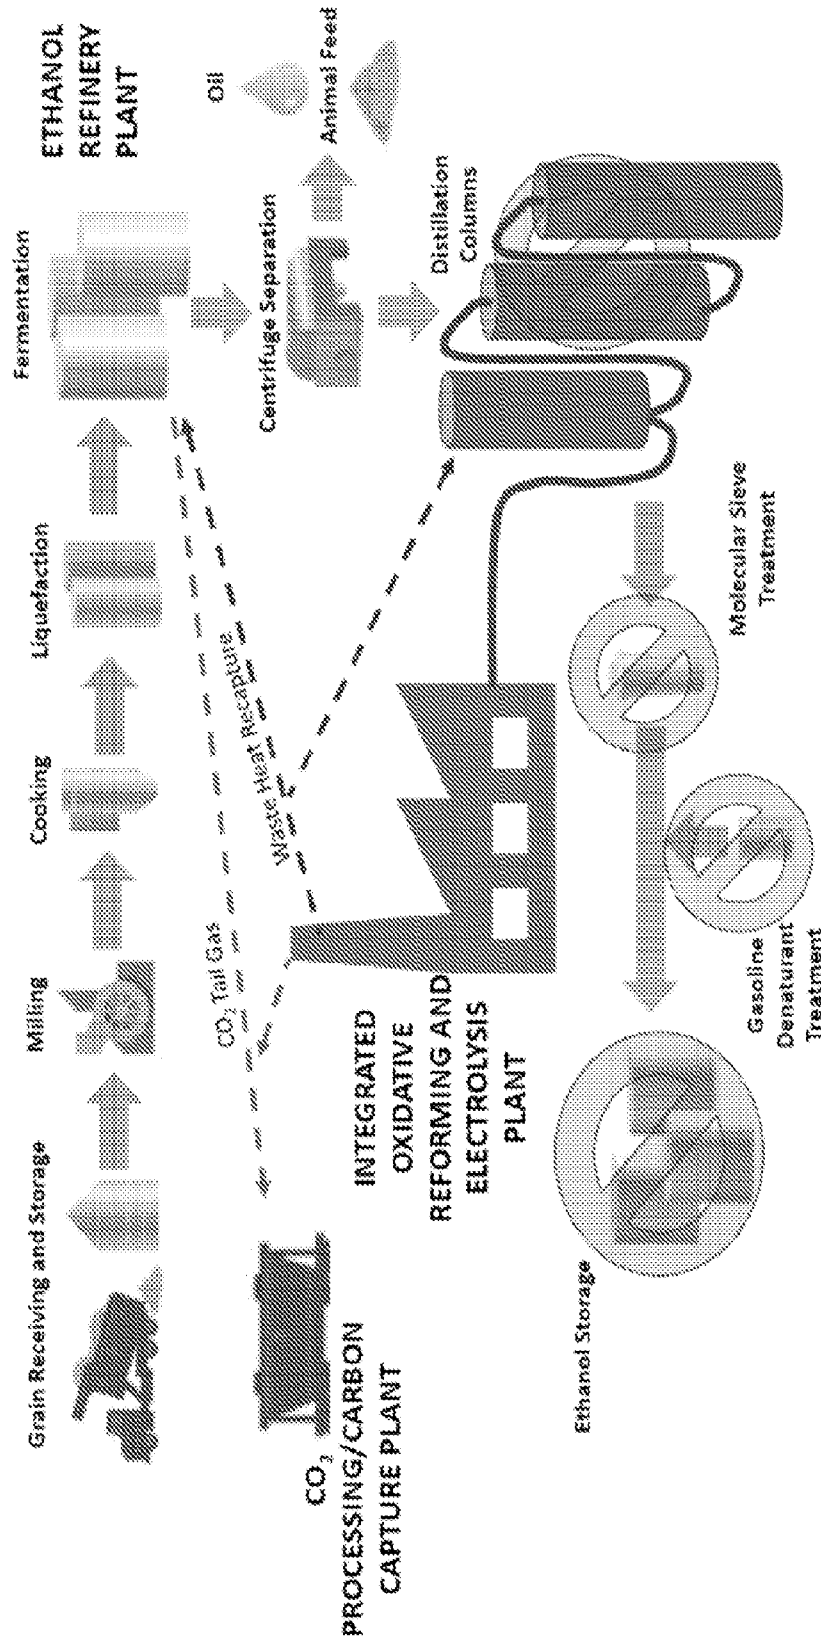 ETHANOL
REFINERY
PLANT
Grain Receiving and Storage
Milling
Cooking
Liquefaction
Fermentation
Oil
Animal Feed
Centrifuge Separation
CO₂ Tail Gas
Waste Heat Recapture
Distillation
Columns
CO₂
PROCESSING/CARBON
CAPTURE PLANT
INTEGRATED
OXIDATIVE
REFORMING AND
ELECTROLYSIS
PLANT
Molecular Sieve
Treatment
Gasoline
Denaturant
Treatment
Ethanol Storage